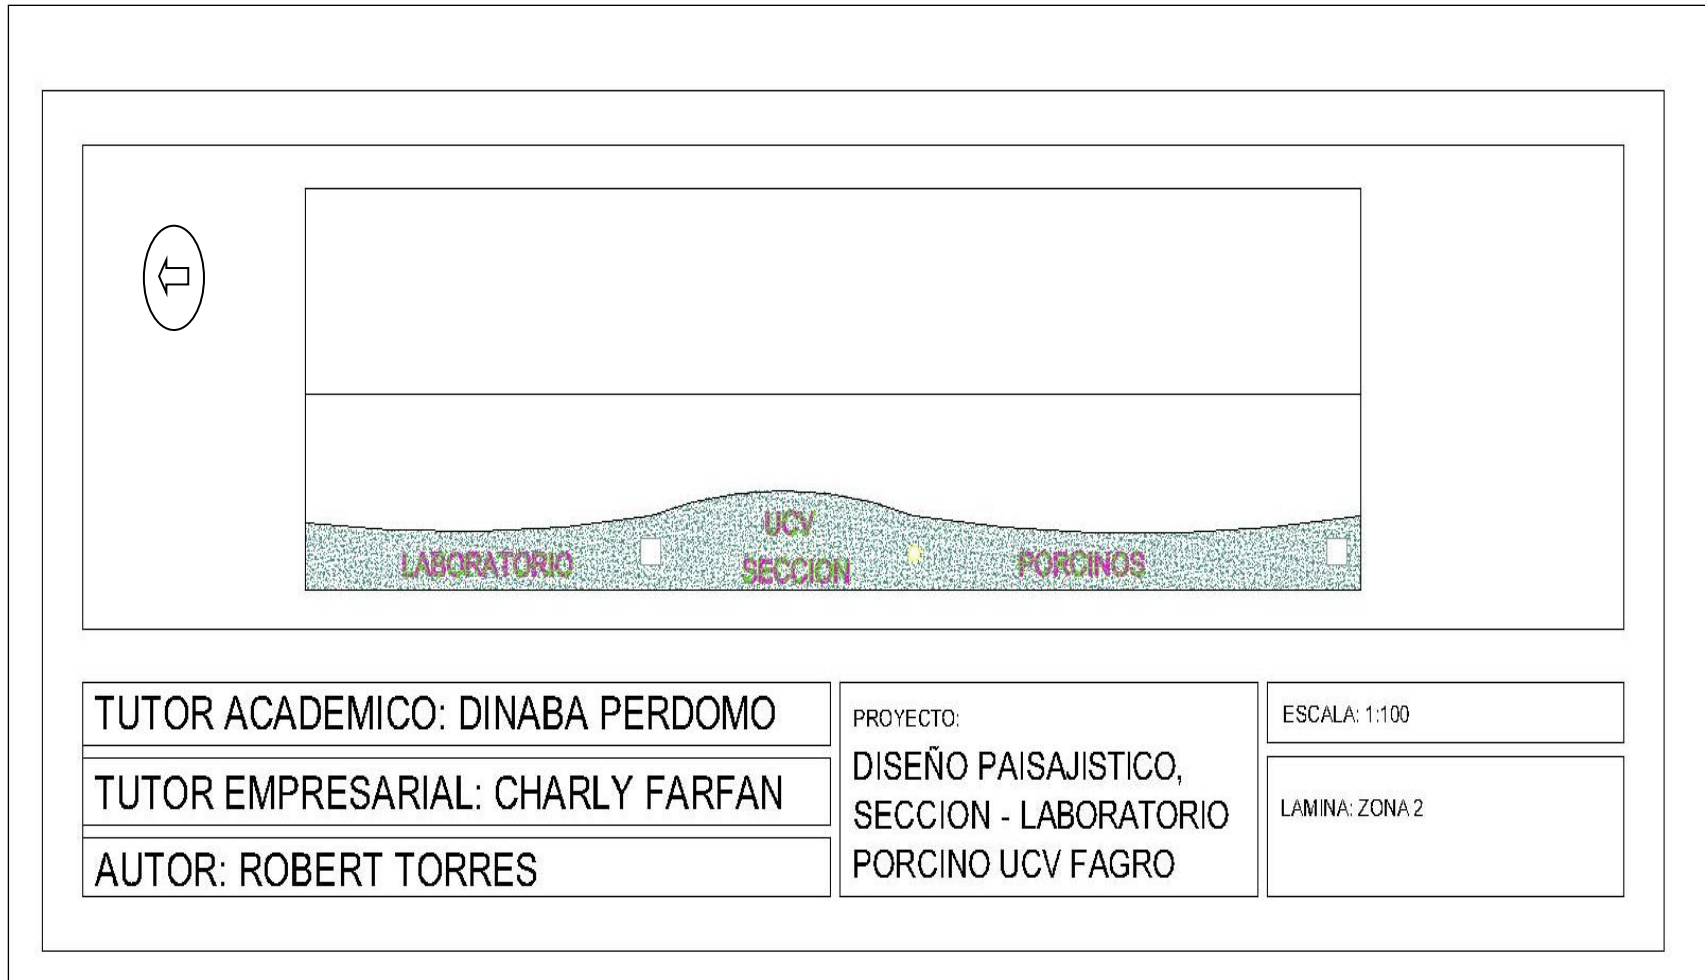 UCV
LABORATORIO
SECCION
PORCINOS
TUTOR ACADEMICO: DINABA PERDOMO
TUTOR EMPRESARIAL: CHARLY FARFAN
AUTOR: ROBERT TORRES
PROYECTO:
DISEÑO PAISAJISTICO,
SECCION - LABORATORIO
PORCINO UCV FAGRO
ESCALA: 1:100
LAMINA: ZONA 2